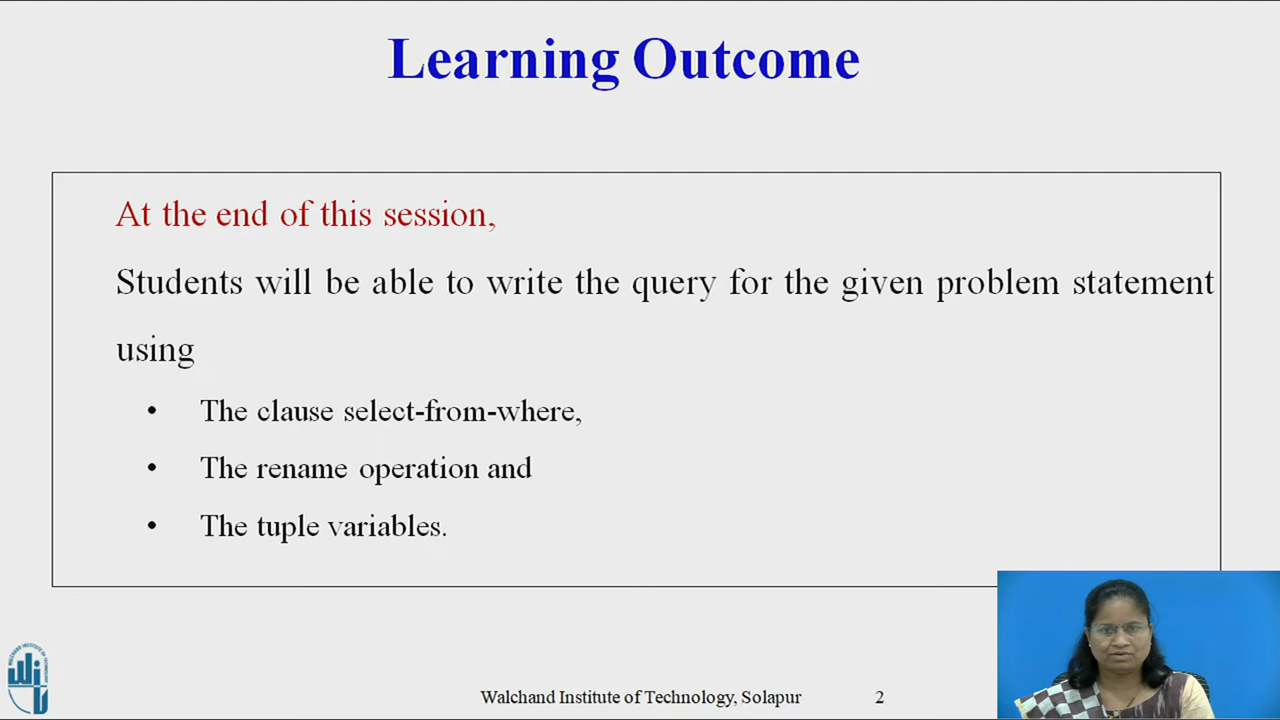 Learning Outcome
At the end of this session,
Students will be able to write the query for the given problem statement
using
• The clause select-from-where,
• The rename operation and
• The tuple variables.
Walchand Institute of Technology, Solapur 2